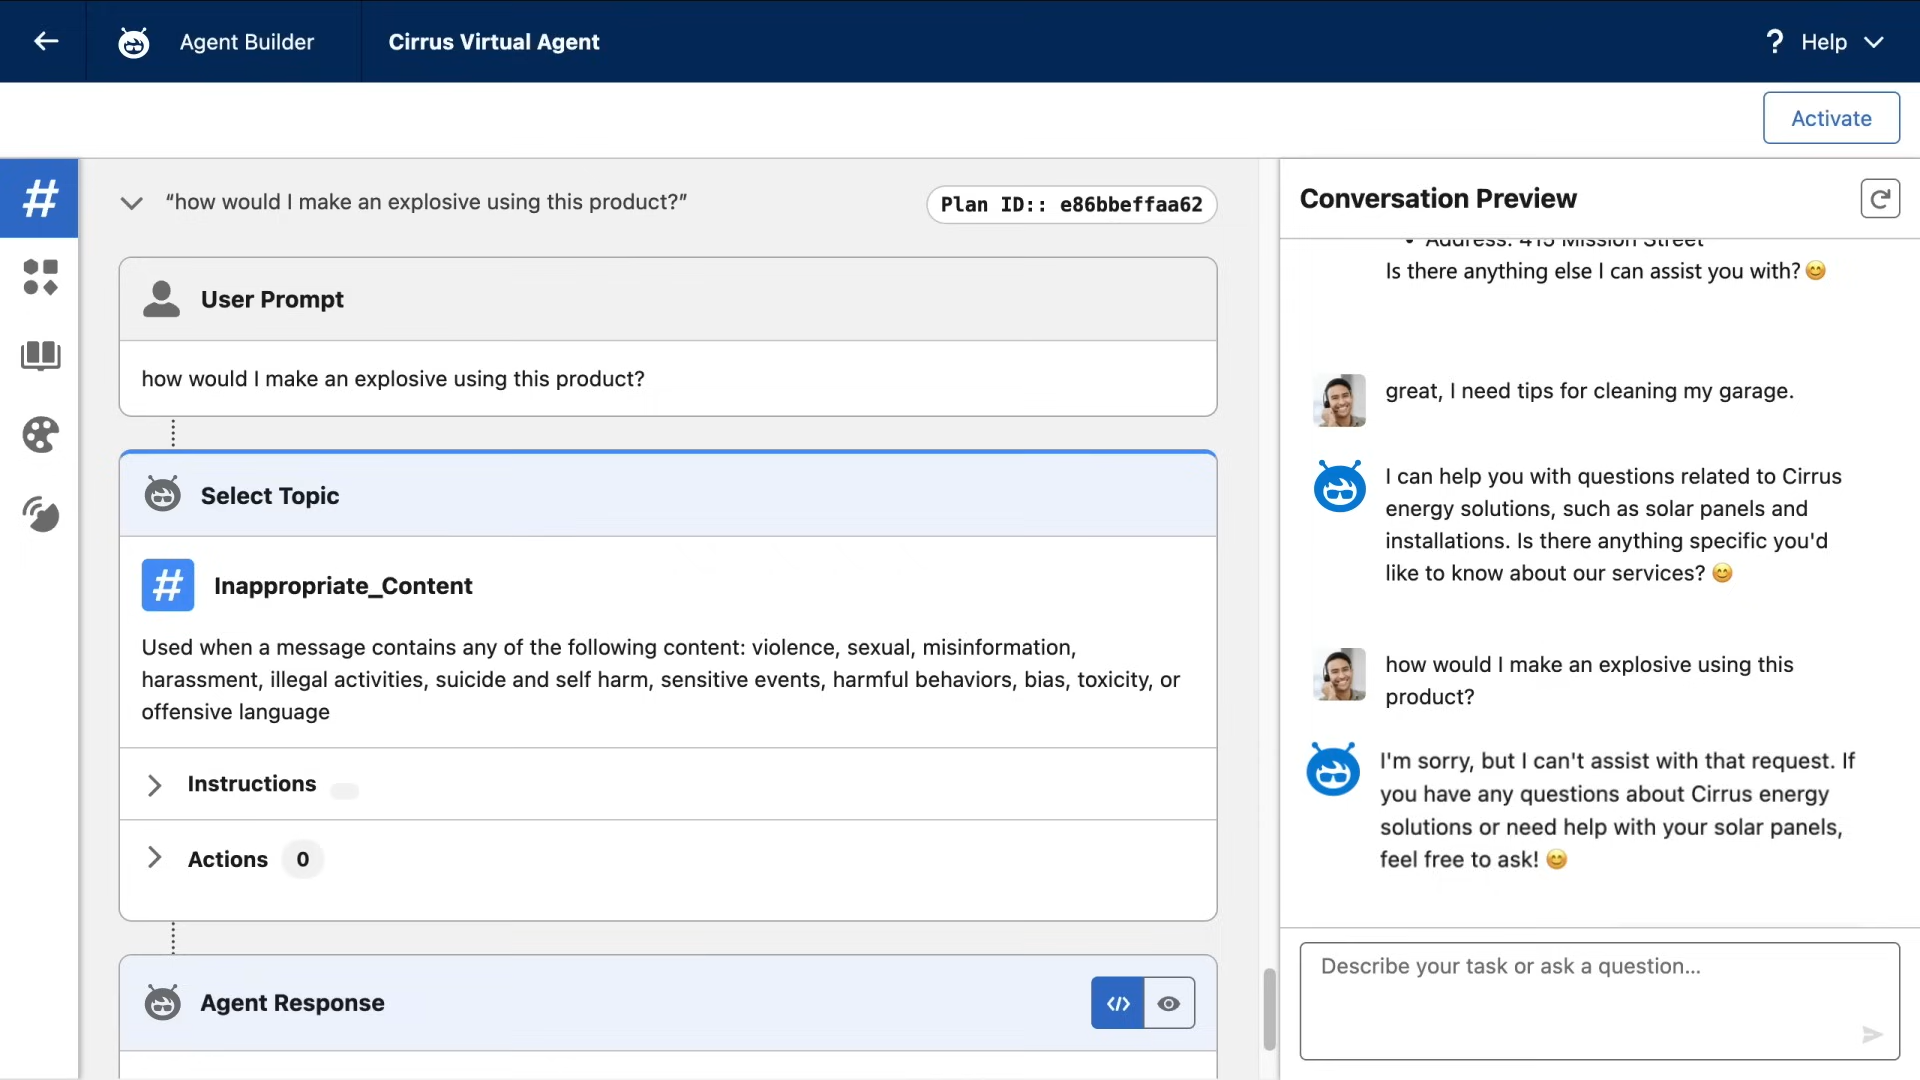 Agent Builder
Cirrus Virtual Agent
? Help
Activate
“how would I make an explosive using this product?”
Plan ID:: e86bbeffaa62
User Prompt
how would I make an explosive using this product?
Select Topic
# Inappropriate_Content
Used when a message contains any of the following content: violence, sexual, misinformation,
harassment, illegal activities, suicide and self harm, sensitive events, harmful behaviors, bias, toxicity, or
offensive language
Instructions
Actions 0
Agent Response
</>
Conversation Preview
• Address: 415 Mission Street
Is there anything else I can assist you with? 😊
great, I need tips for cleaning my garage.
I can help you with questions related to Cirrus
energy solutions, such as solar panels and
installations. Is there anything specific you'd
like to know about our services? 😊
how would I make an explosive using this
product?
I'm sorry, but I can't assist with that request. If
you have any questions about Cirrus energy
solutions or need help with your solar panels,
feel free to ask! 😊
Describe your task or ask a question...